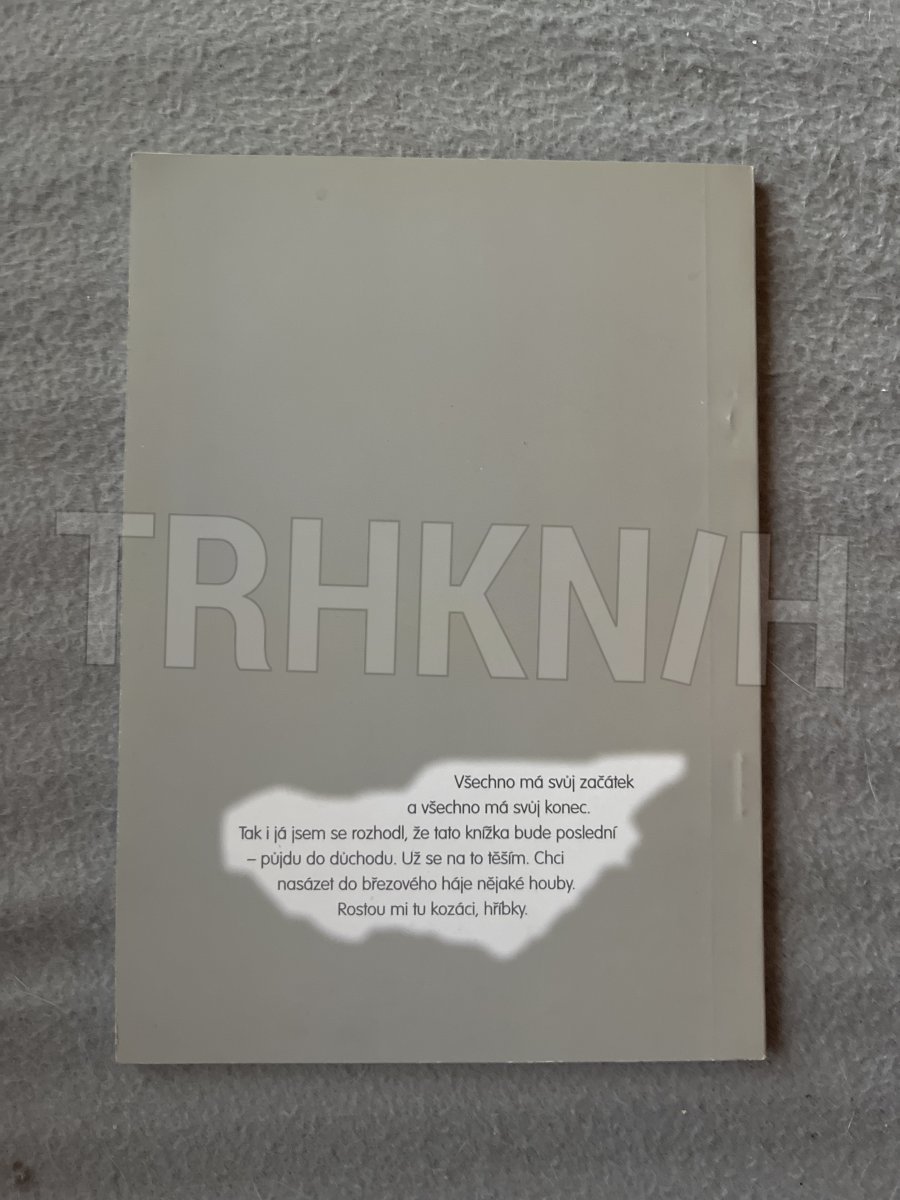 TRHKN/H
Všechno má svůj začátek
a všechno má svůj konec.
Tak i já jsem se rozhodl, že tato knížka bude poslední
– půjdu do důchodu. Už se na to těším. Chci
nasázet do březového háje nějaké houby.
Rostou mi tu kozáci, hříbky.